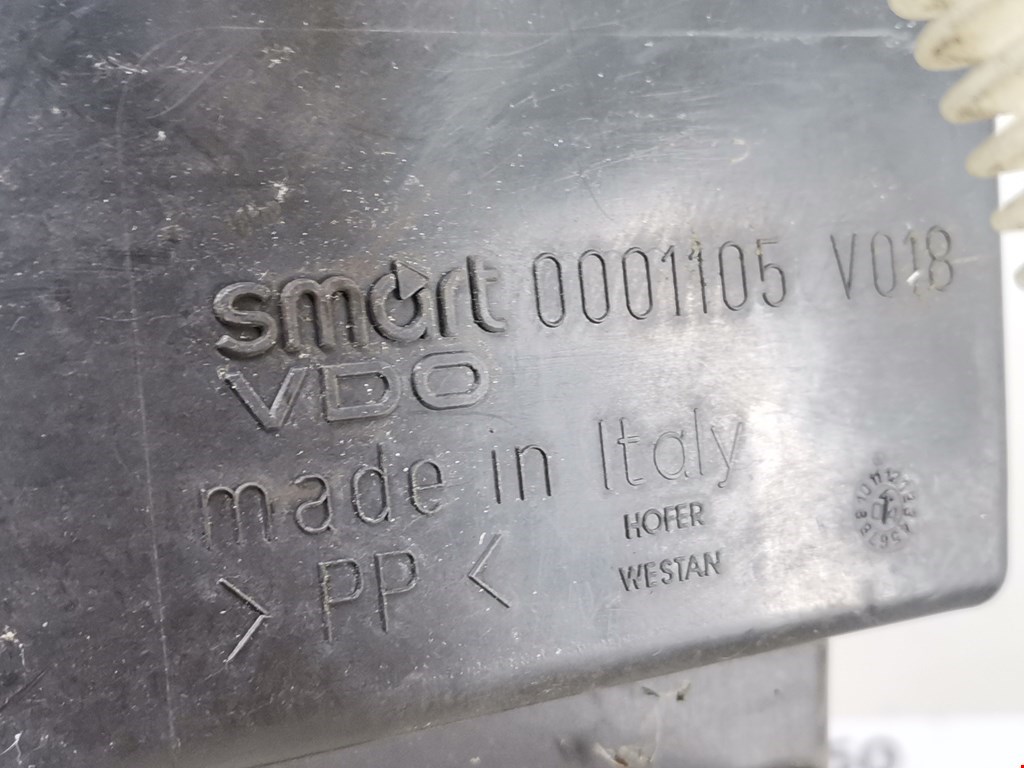 smart 0001105 V018
VDO
made in Italy
HOFER
> PP <
WESTAN